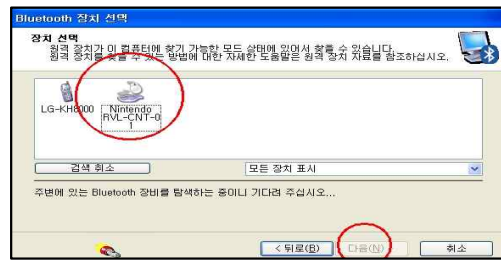 Bluetooth 장치 선택
장치 선택
원격 장치가 이 컴퓨터에 찾기 가능한 모드 상태에 있어서 찾을 수 있습니다.
원격 장치를 찾을 수 있는 방법에 대한 자세한 도움말은 원격 장치 자료를 참조하십시오.
LG-KH8000
Nintendo
RVL-CNT-0
1
검색 취소
모든 장치 표시
주변에 있는 Bluetooth 장비를 탐색하는 중이니 기다려 주십시오...
< 뒤로(B)
다음(N)
취소